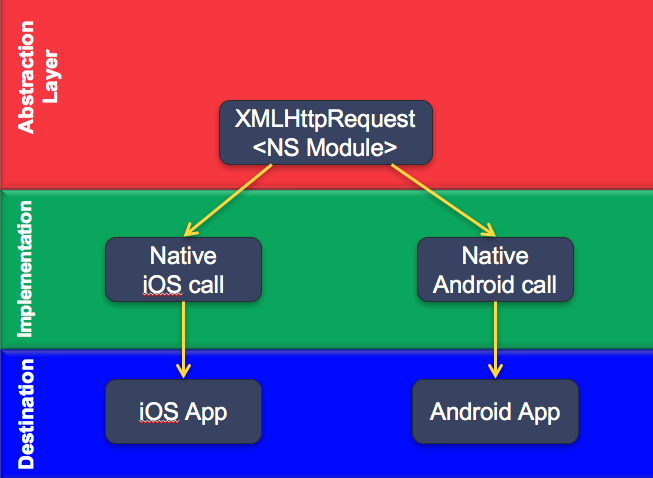 Abstraction
Layer
XMLHttpRequest
<NS Module>
Implementation
Native
iOS call
Native
Android call
Destination
iOS App
Android App